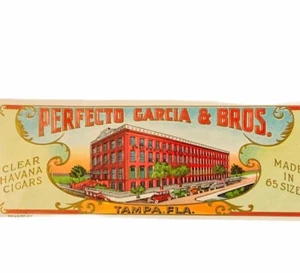 PERFECTO GARCIA & BROS.
CLEAR
HAVANA
CIGARS
MADE
IN
65 SIZES
TAMPA, FLA.